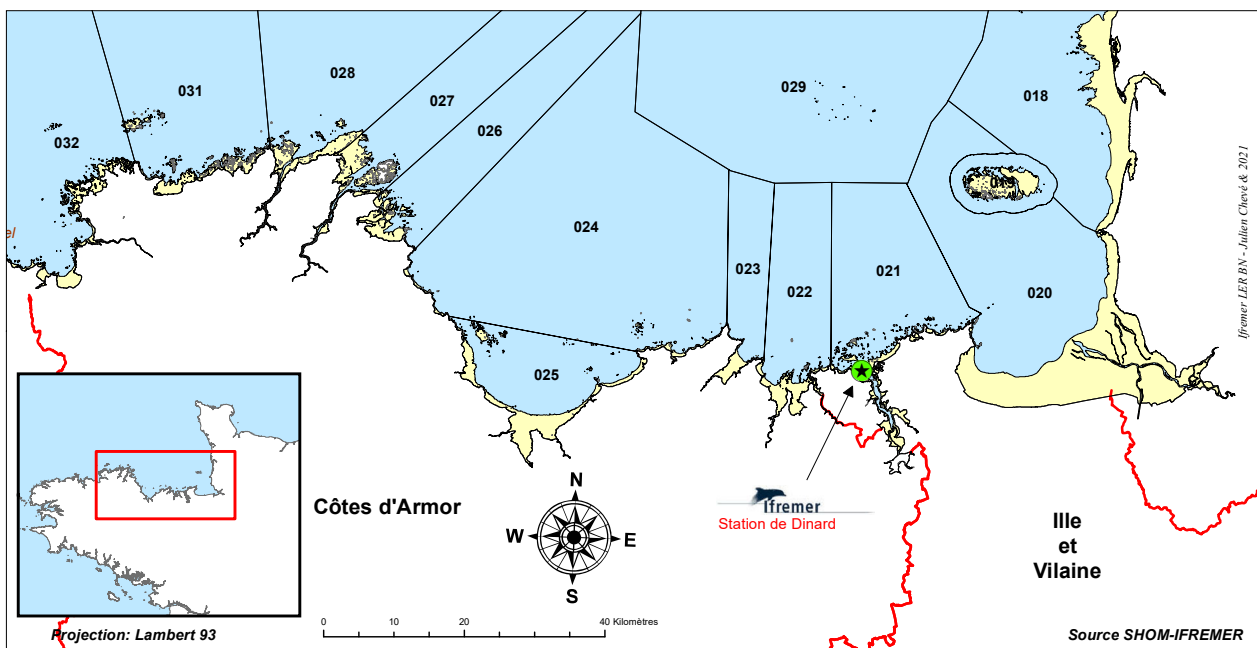 028
031
027
029
018
026
032
019
el
024
023
021
022
020
025
Ifremer LER BN - Julien Chevé & 2021
N
W
E
S
Côtes d'Armor
Ifremer
Station de Dinard
Ille
et
Vilaine
0
10
20
40 Kilomètres
Projection: Lambert 93
Source SHOM-IFREMER